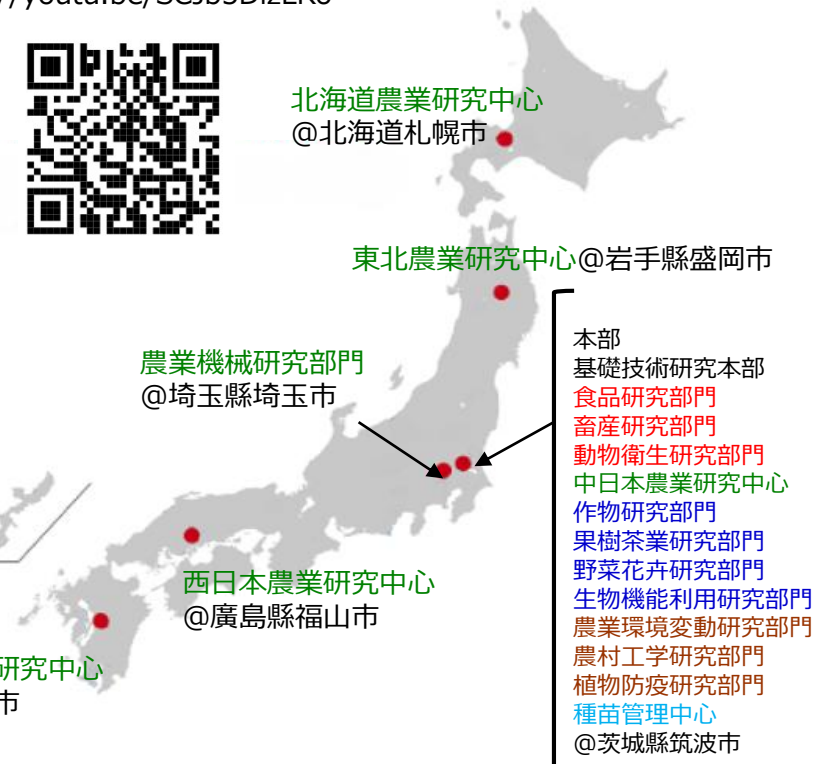 北海道農業研究中心
@北海道札幌市
東北農業研究中心@岩手縣盛岡市
農業機械研究部門
@埼玉縣埼玉市
本部
基礎技術研究本部
食品研究部門
畜産研究部門
動物衛生研究部門
中日本農業研究中心
作物研究部門
果樹茶業研究部門
野菜花卉研究部門
生物機能利用研究部門
農業環境変動研究部門
農村工学研究部門
植物防疫研究部門
種苗管理中心
@茨城縣筑波市
西日本農業研究中心
@廣島縣福山市
研究中心
市